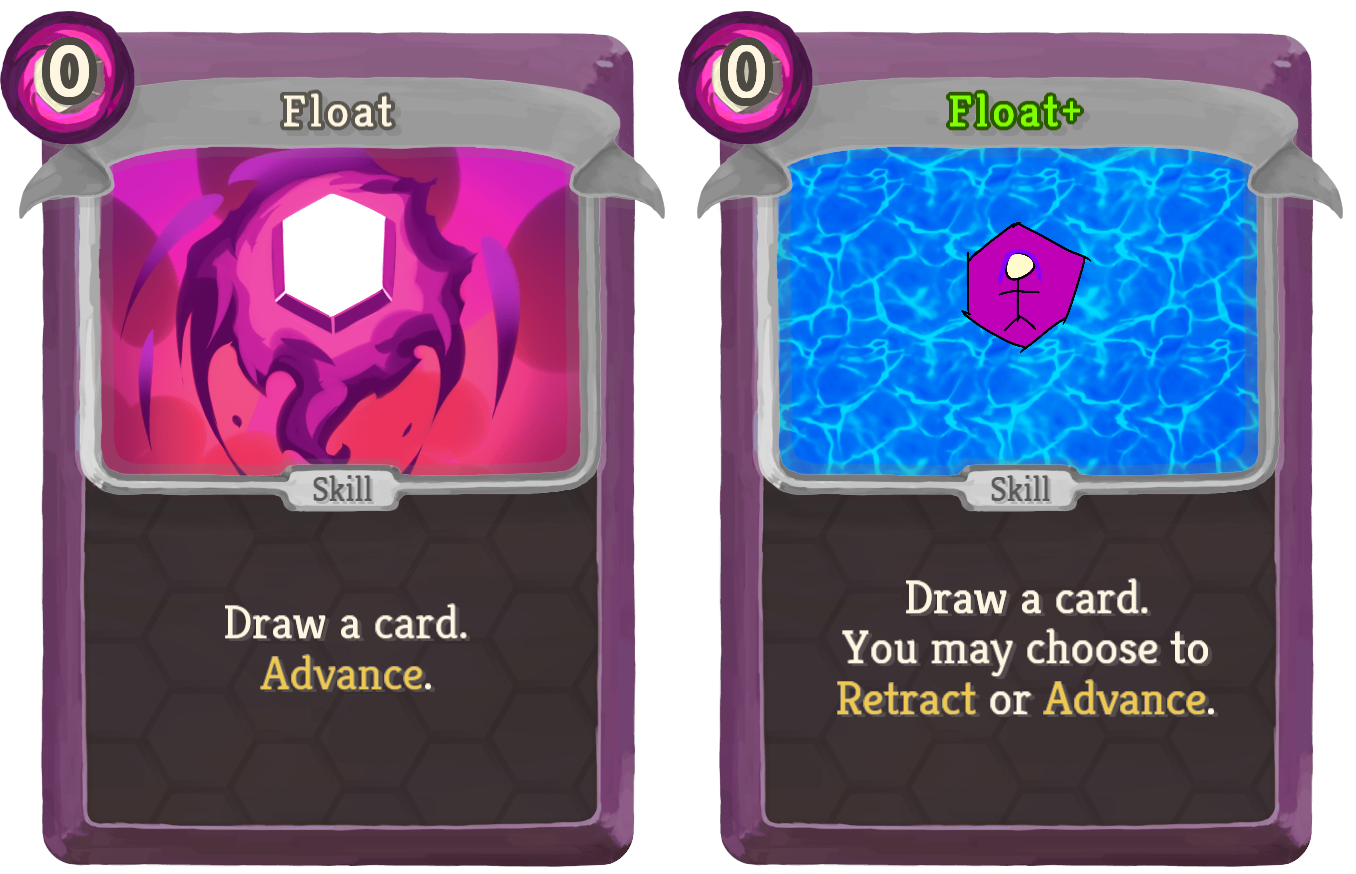 0
Float
Skill
Draw a card.
Advance.
0
Float+
Skill
Draw a card.
You may choose to
Retract or Advance.